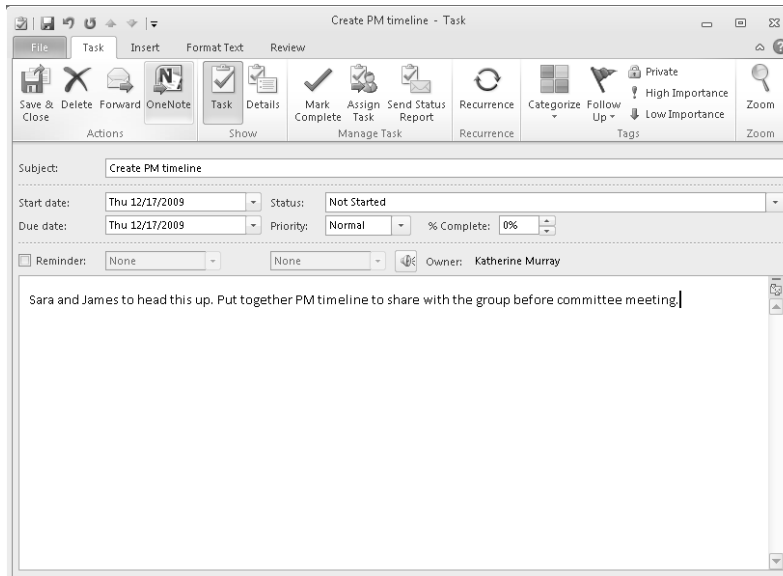 Create PM timeline - Task
File Task Insert Format Text Review
Save & Close Delete Forward OneNote Task Details Mark Complete Assign Task Send Status Report Recurrence Categorize Follow Up Private
High Importance
Low Importance
Zoom
Actions Show Manage Task Recurrence Tags Zoom
Subject: Create PM timeline
Start date: Thu 12/17/2009 Status: Not Started
Due date: Thu 12/17/2009 Priority: Normal % Complete: 0%
Reminder: None None Owner: Katherine Murray
Sara and James to head this up. Put together PM timeline to share with the group before committee meeting.